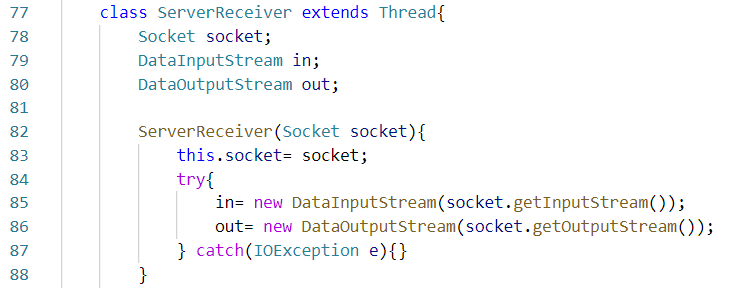 77 class ServerReceiver extends Thread{
78 Socket socket;
79 DataInputStream in;
80 DataOutputStream out;
81
82 ServerReceiver(Socket socket){
83 this.socket= socket;
84 try{
85 in= new DataInputStream(socket.getInputStream());
86 out= new DataOutputStream(socket.getOutputStream());
87 } catch(IOException e){}
88 }